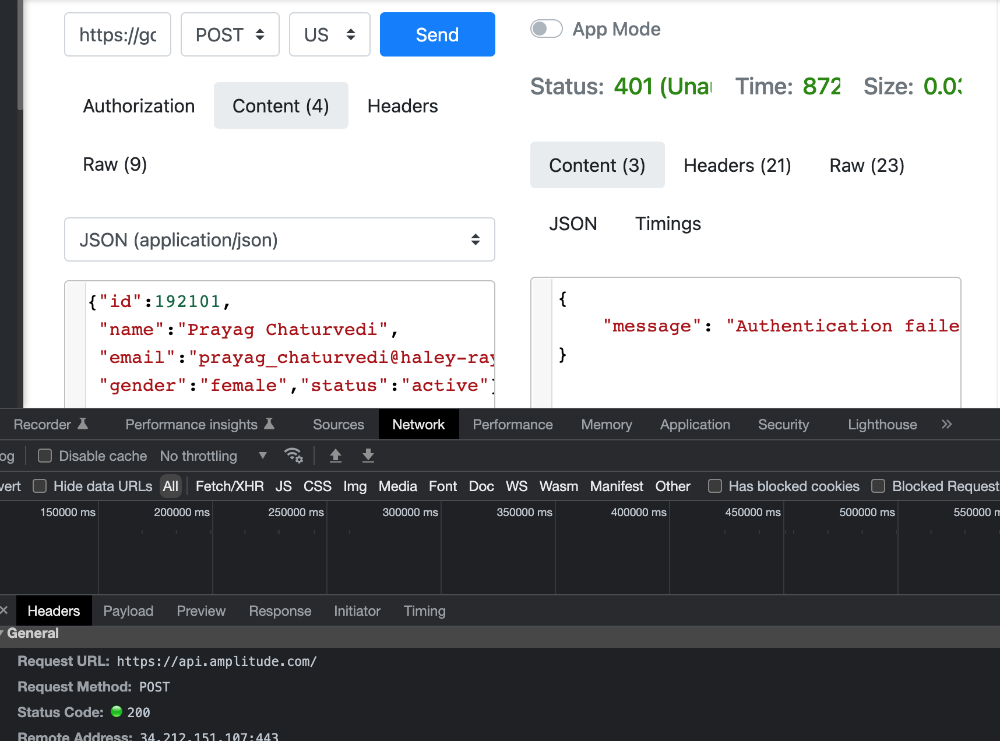 https://gc POST US Send
App Mode
Status: 401 (Unau Time: 872 Size: 0.03
Authorization Content (4) Headers
Raw (9)
Content (3) Headers (21) Raw (23)
JSON Timings
JSON (application/json)
{"id":192101,
"name":"Prayag Chaturvedi",
"email":"prayag_chaturvedi@haley-ray
"gender":"female","status":"active"}
{
"message": "Authentication faile
}
Recorder Performance insights Sources Network Performance Memory Application Security Lighthouse »
og Disable cache No throttling
vert Hide data URLs All Fetch/XHR JS CSS Img Media Font Doc WS Wasm Manifest Other Has blocked cookies Blocked Request
150000 ms 200000 ms 250000 ms 300000 ms 350000 ms 400000 ms 450000 ms 500000 ms 550000 m
× Headers Payload Preview Response Initiator Timing
General
Request URL: https://api.amplitude.com/
Request Method: POST
Status Code: 200
Remote Address: 34.212.151.107:443